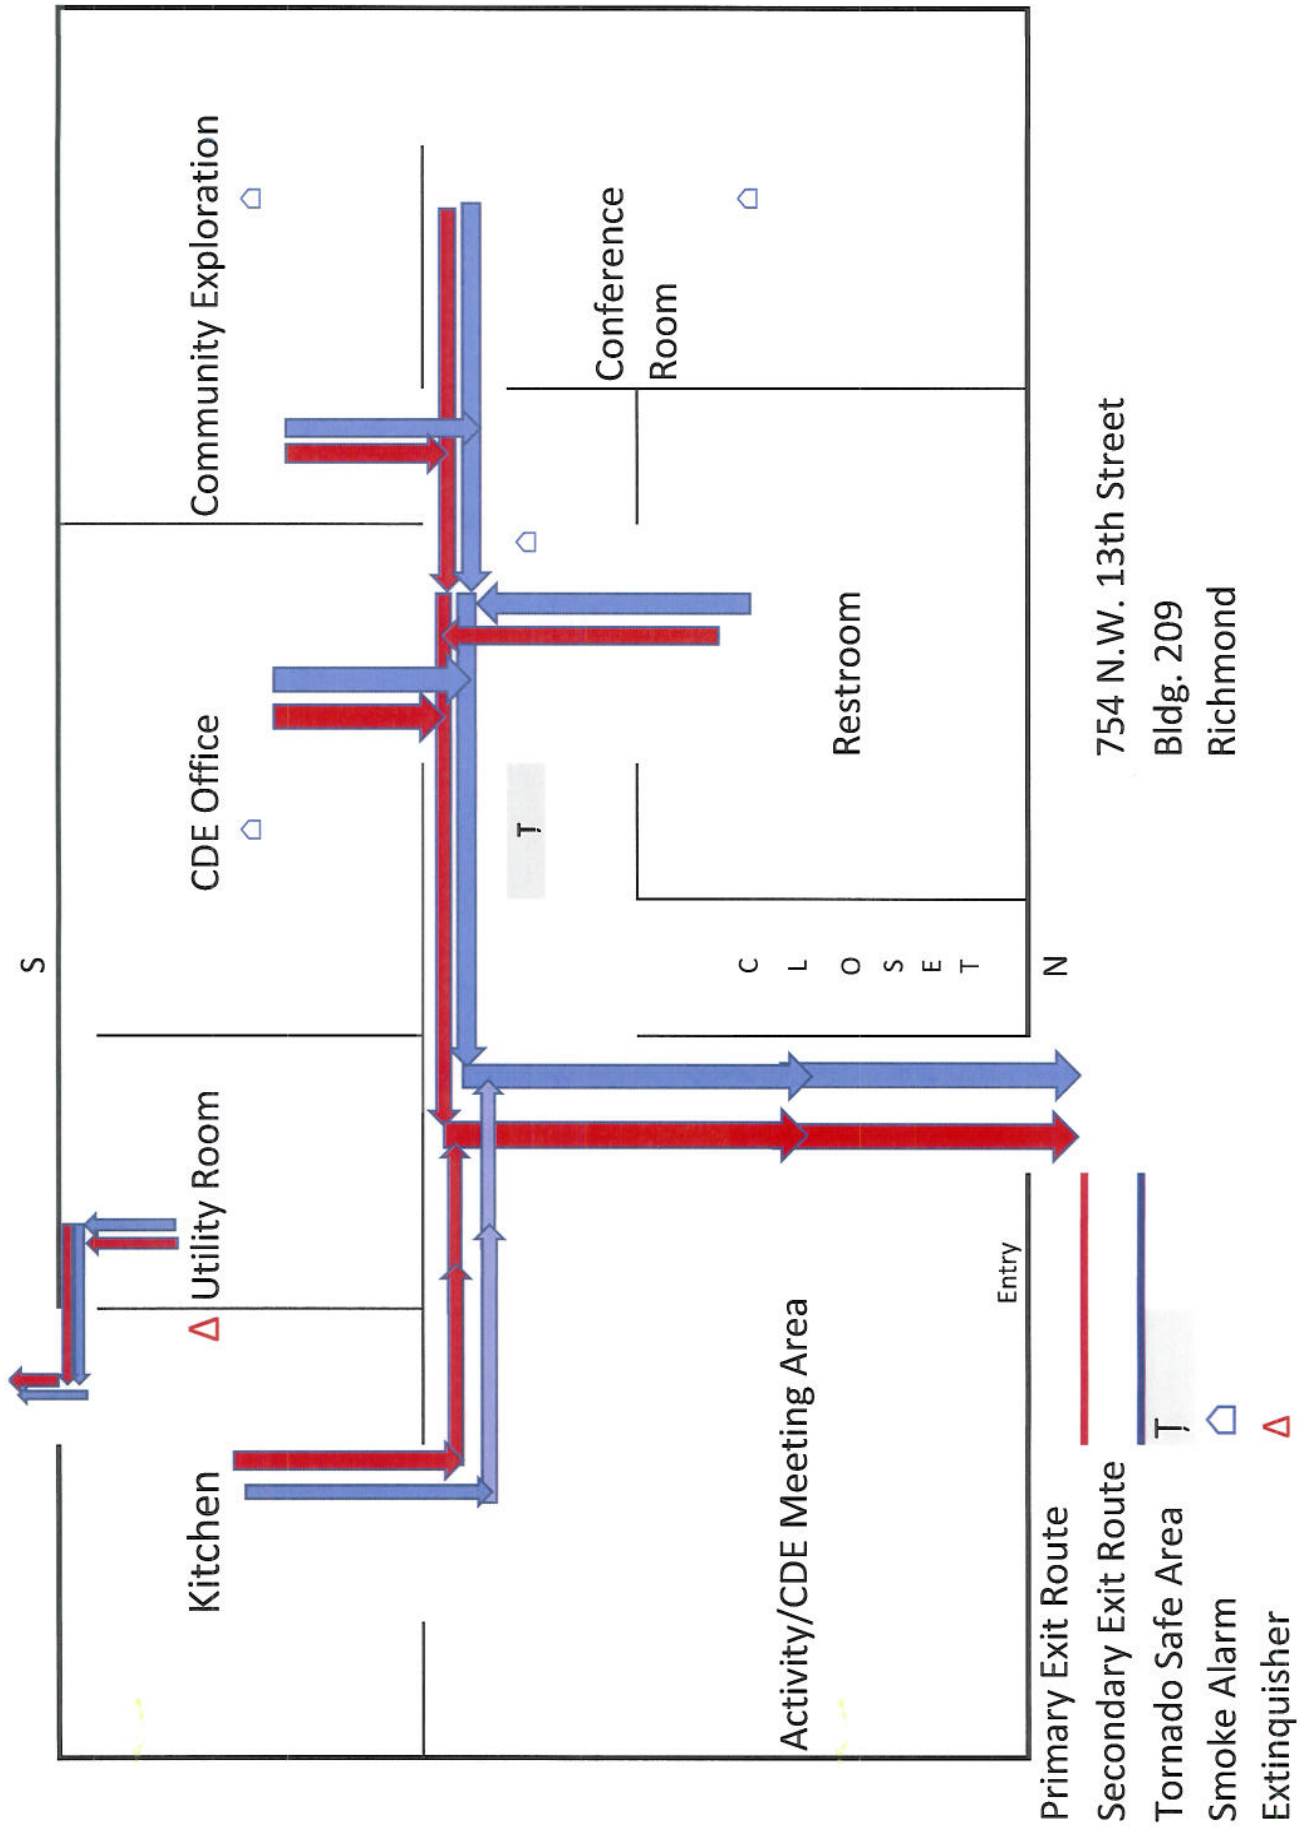 S
Kitchen
Utility Room
CDE Office
Community Exploration
T
Conference
Room
Restroom
C
L
O
S
E
T
Activity/CDE Meeting Area
Entry
N
Primary Exit Route
Secondary Exit Route
Tornado Safe Area T
Smoke Alarm
Extinquisher
754 N.W. 13th Street
Bldg. 209
Richmond